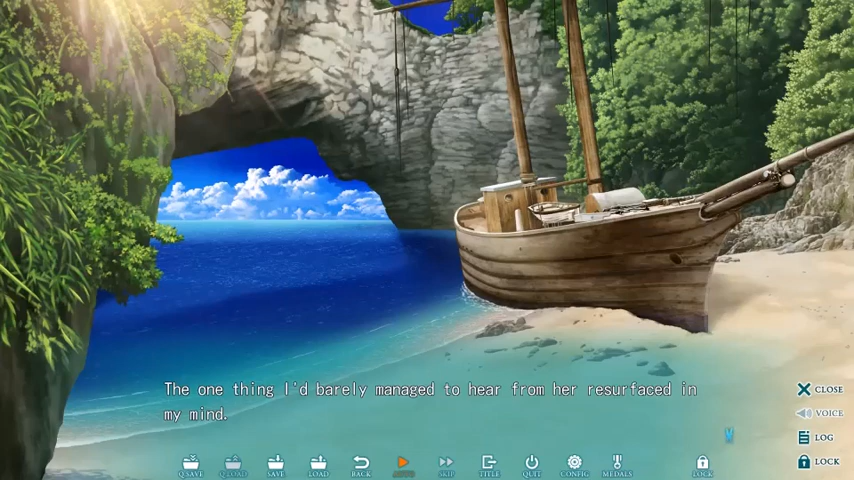 The one thing I'd barely managed to hear from her resurfaced in
my mind.
CLOSE
VOICE
LOG
LOCK
Q.SAVE
Q.LOAD
SAVE
LOAD
BACK
AUTO
SKIP
TITLE
QUIT
CONFIG
MEDALS
LOCK